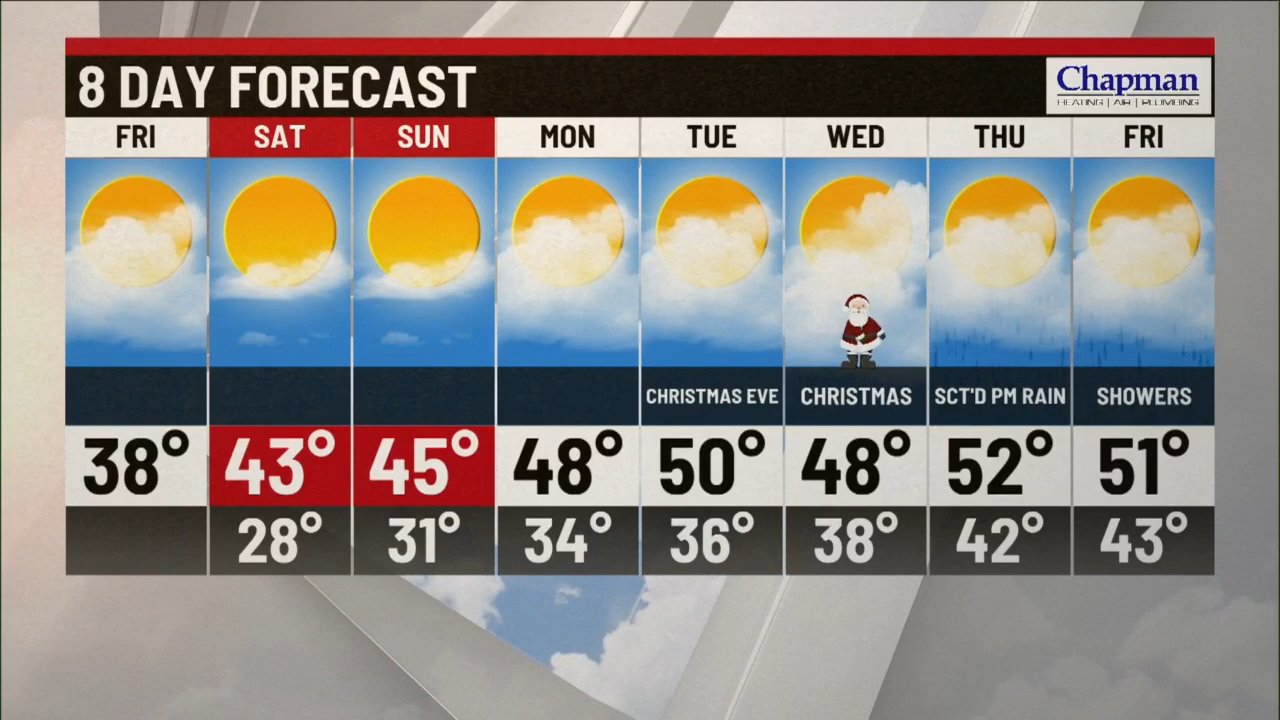 8 DAY FORECAST
Chapman
HEATING | AIR | PLUMBING
FRI SAT SUN MON TUE WED THU FRI
CHRISTMAS EVE CHRISTMAS SCT'D PM RAIN SHOWERS
38° 43° 45° 48° 50° 48° 52° 51°
28° 31° 34° 36° 38° 42° 43°